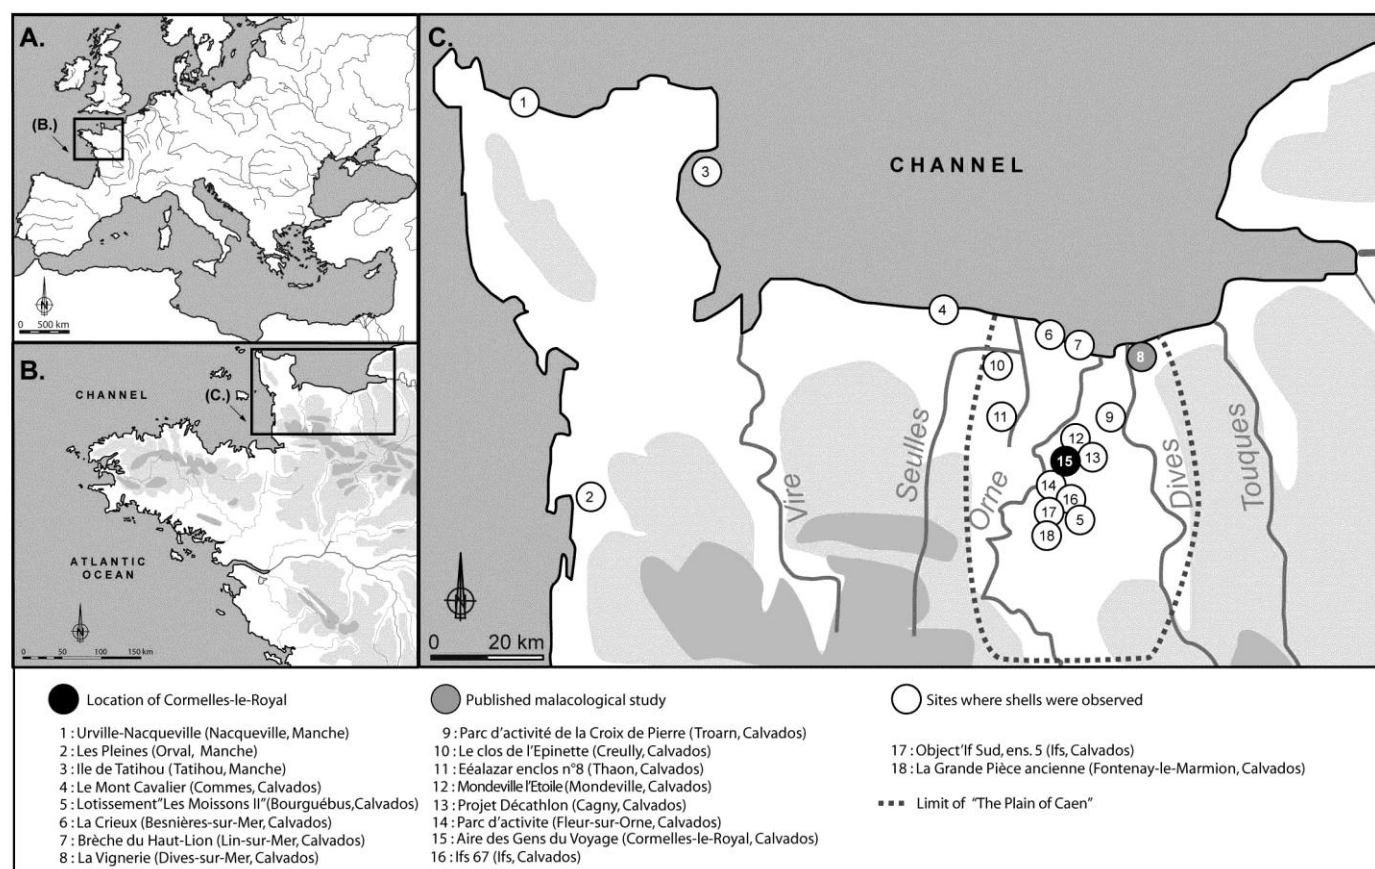 A.
(B.)
N
0 500 km
B.
CHANNEL
(C.)
ATLANTIC
OCEAN
N
0 50 100 150 km
C.
CHANNEL
1
3
4
6
7
8
10
11
9
12
13
15
14
16
17
5
18
2
Vire
Seulles
Orne
Dives
Touques
N
0 20 km
Location of Cormelles-le-Royal
1 : Urville-Nacqueville (Nacqueville, Manche)
2 : Les Pleines (Orval, Manche)
3 : Ile de Tatihou (Tatihou, Manche)
4 : Le Mont Cavalier (Commes, Calvados)
5 : Lotissement"Les Moissons II"(Bourguébus,Calvados)
6 : La Crieux (Besnières-sur-Mer, Calvados)
7 : Brèche du Haut-Lion (Lin-sur-Mer, Calvados)
8 : La Vignerie (Dives-sur-Mer, Calvados)
Published malacological study
9 : Parc d'activité de la Croix de Pierre (Troarn, Calvados)
10 : Le clos de l'Epinette (Creully, Calvados)
11 : Eéalazar enclos n°8 (Thaon, Calvados)
12 : Mondeville l'Etoile (Mondeville, Calvados)
13 : Projet Décathlon (Cagny, Calvados)
14 : Parc d'activite (Fleur-sur-Orne, Calvados)
15 : Aire des Gens du Voyage (Cormelles-le-Royal, Calvados)
16 : Ifs 67 (Ifs, Calvados)
Sites where shells were observed
17 : Object'If Sud, ens. 5 (Ifs, Calvados)
18 : La Grande Pièce ancienne (Fontenay-le-Marmion, Calvados)
Limit of "The Plain of Caen"